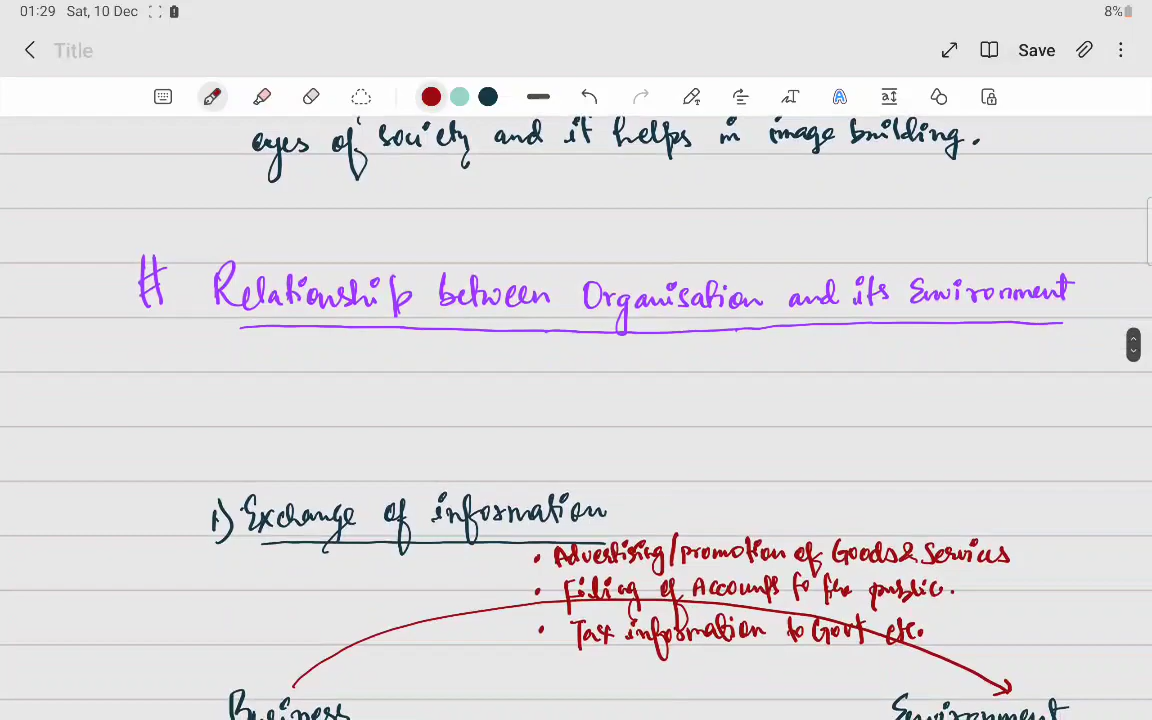 01:29 Sat, 10 Dec 8%
Title Save
eyes of society and it helps in image building.
# Relationship between Organisation and its Environment
1) Exchange of information
• Advertising/promotion of Goods & Services
• Filing of Accounts to the public.
• Tax information to Govt etc.
Business Environment